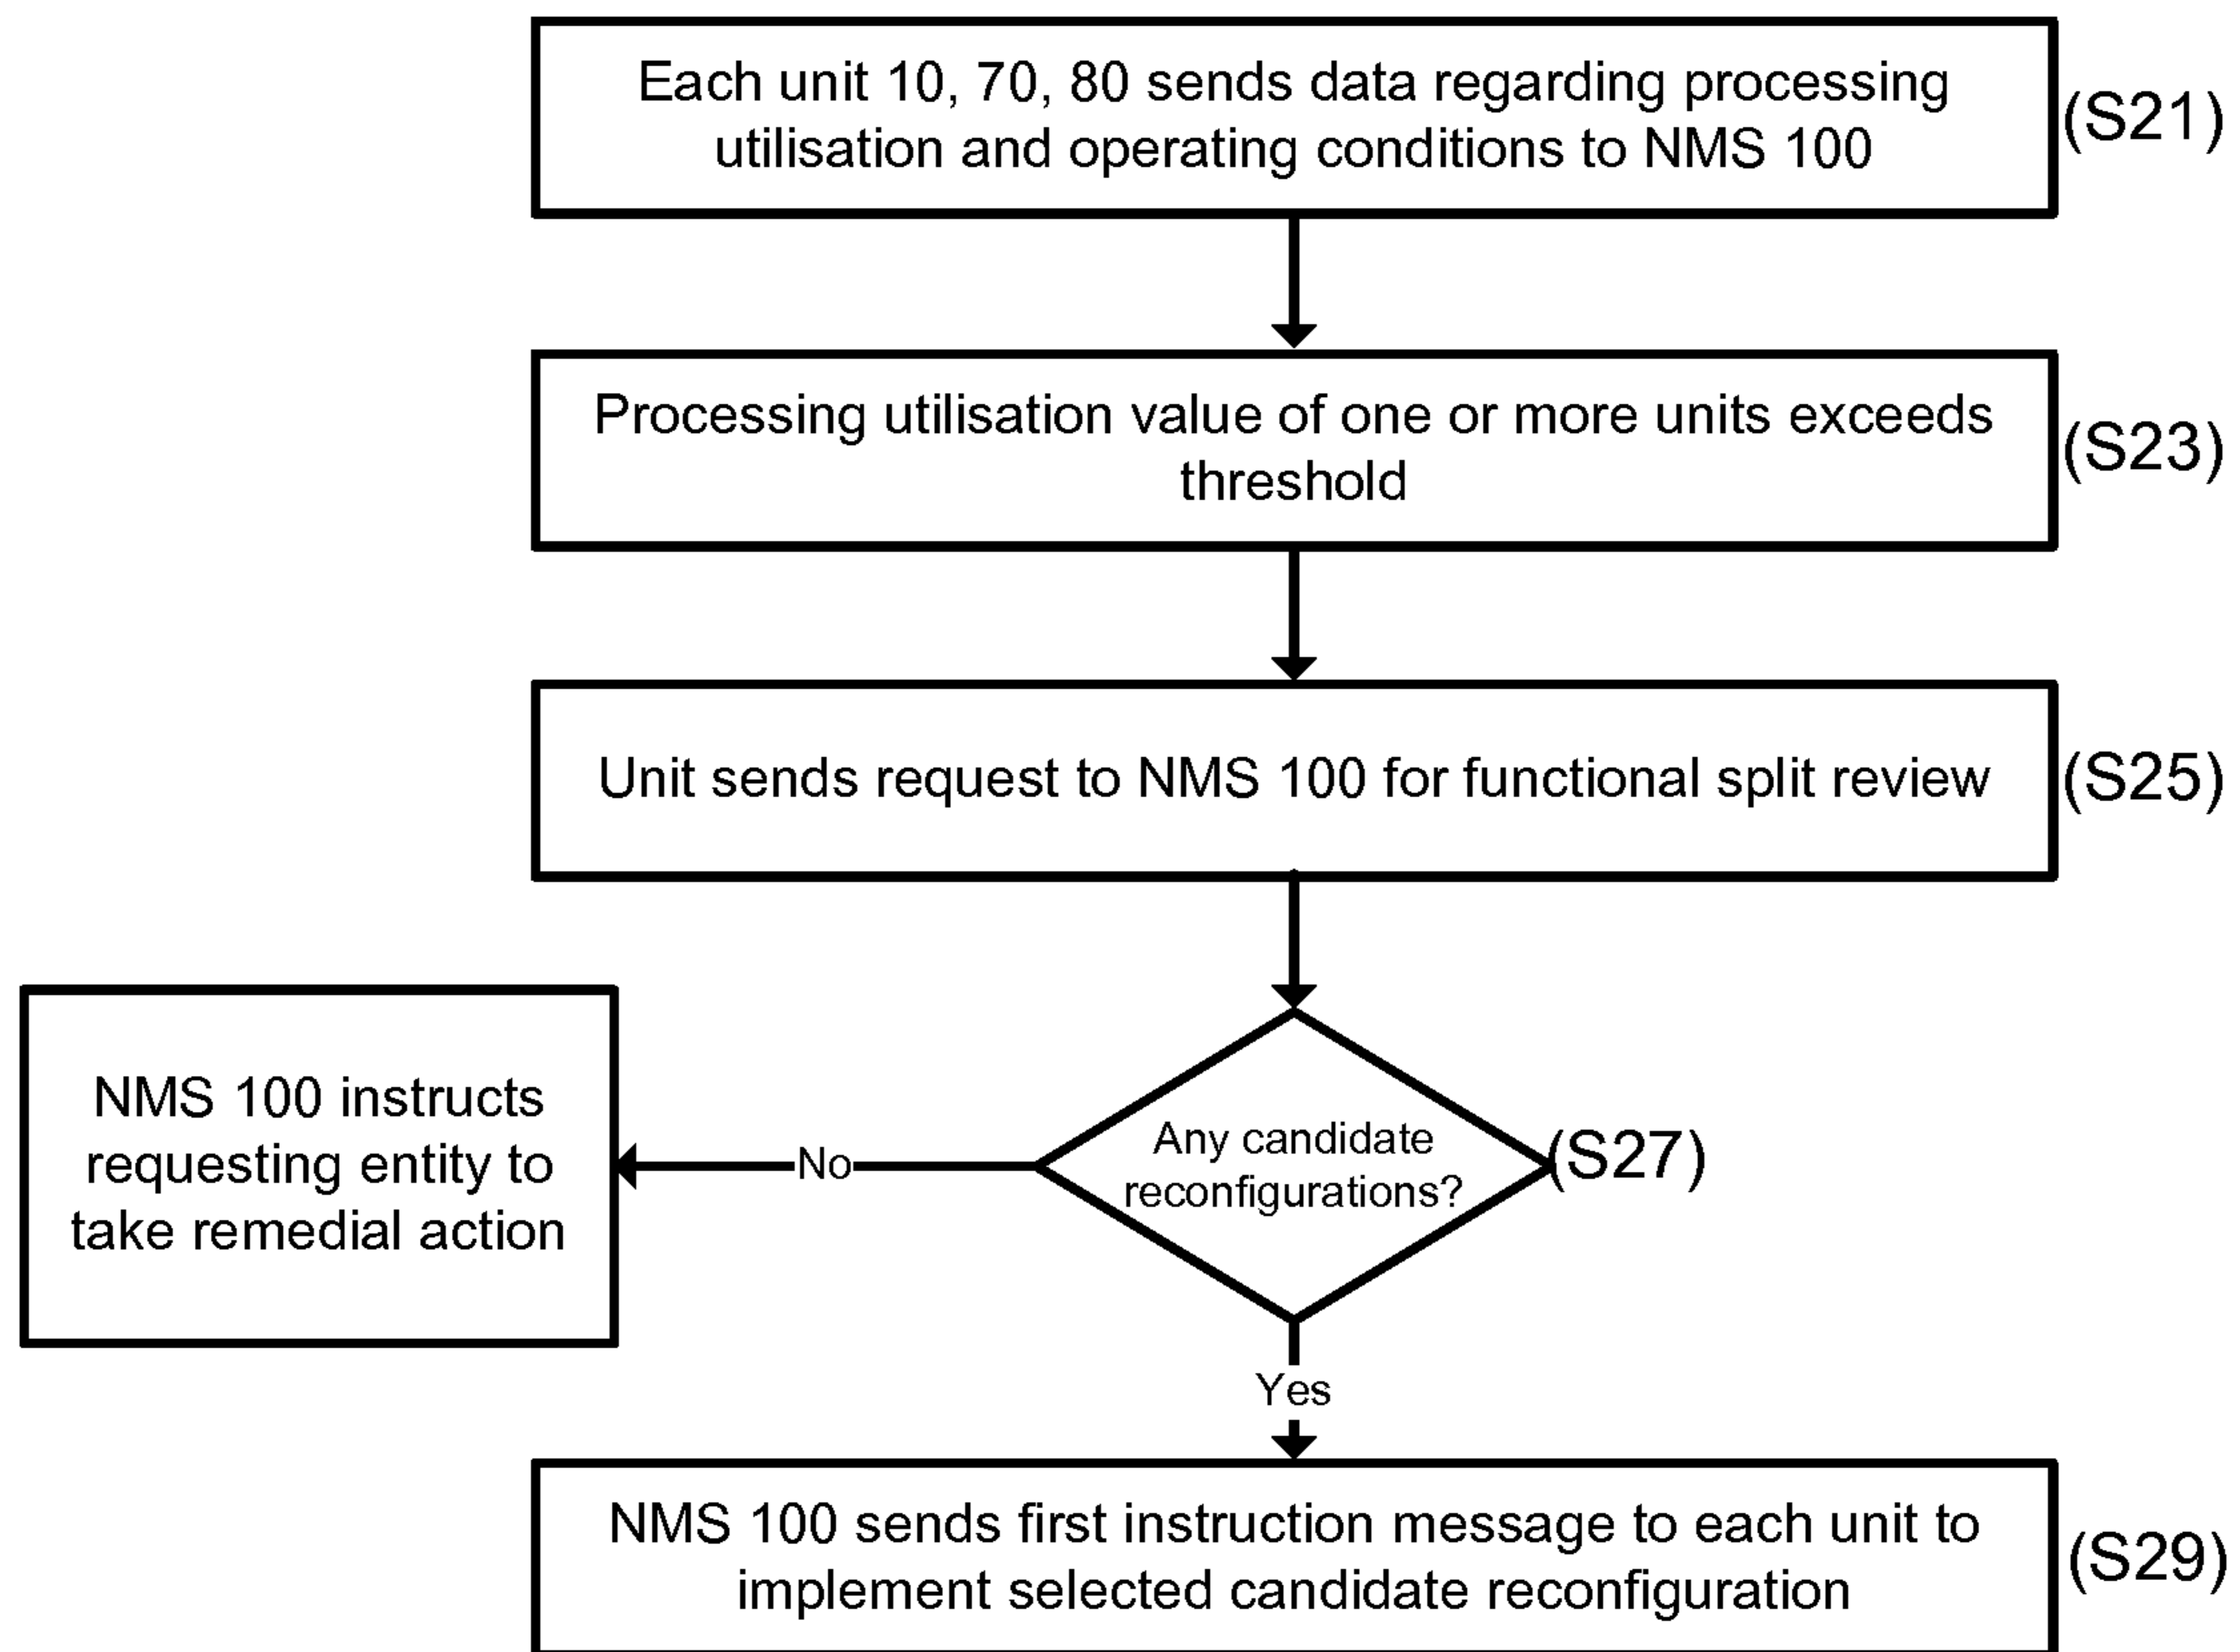 Each unit 10, 70, 80 sends data regarding processing
utilisation and operating conditions to NMS 100
(S21)
Processing utilisation value of one or more units exceeds
threshold
(S23)
Unit sends request to NMS 100 for functional split review
(S25)
Any candidate
reconfigurations?
(S27)
No
NMS 100 instructs
requesting entity to
take remedial action
Yes
NMS 100 sends first instruction message to each unit to
implement selected candidate reconfiguration
(S29)